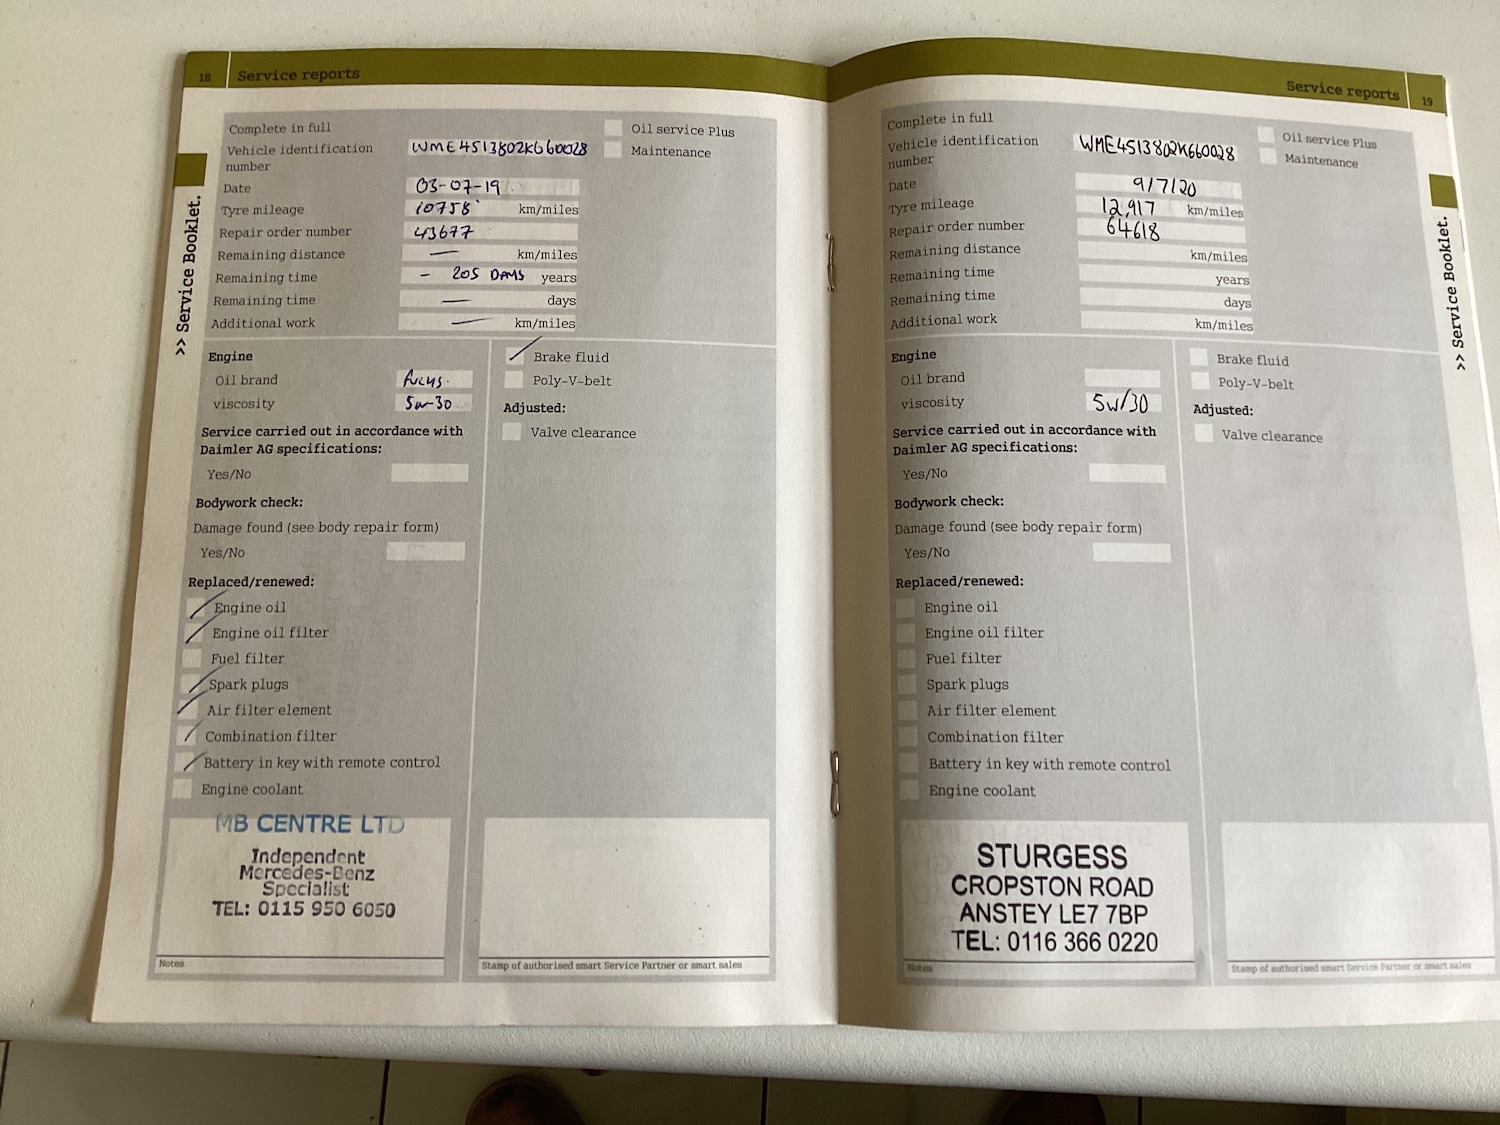 18 Service reports
Complete in full
Oil service Plus
Vehicle identification number WME4513802K660028
Maintenance
Date 03-07-19
Tyre mileage 10758 km/miles
Repair order number 43677
Remaining distance — km/miles
Remaining time - 205 DAYS years
Remaining time — days
Additional work — km/miles
>> Service Booklet.
Engine
Oil brand Fuchs.
viscosity 5w-30
Service carried out in accordance with
Daimler AG specifications:
Yes/No
Bodywork check:
Damage found (see body repair form)
Yes/No
Replaced/renewed:
Engine oil
Engine oil filter
Fuel filter
Spark plugs
Air filter element
Combination filter
Battery in key with remote control
Engine coolant
Brake fluid
Poly-V-belt
Adjusted:
Valve clearance
MB CENTRE LTD
Independent
Mercedes-Benz
Specialist
TEL: 0115 950 6050
Notes
Stamp of authorised smart Service Partner or smart sales
Service reports 19
Complete in full
Oil service Plus
Vehicle identification number WME4513802K660028
Maintenance
Date 9/7/20
Tyre mileage 12,917 km/miles
Repair order number 64618
Remaining distance km/miles
Remaining time years
Remaining time days
Additional work km/miles
>> Service Booklet.
Engine
Oil brand
viscosity 5w/30
Service carried out in accordance with
Daimler AG specifications:
Yes/No
Bodywork check:
Damage found (see body repair form)
Yes/No
Replaced/renewed:
Engine oil
Engine oil filter
Fuel filter
Spark plugs
Air filter element
Combination filter
Battery in key with remote control
Engine coolant
Brake fluid
Poly-V-belt
Adjusted:
Valve clearance
STURGESS
CROPSTON ROAD
ANSTEY LE7 7BP
TEL: 0116 366 0220
Notes
Stamp of authorised smart Service Partner or smart sales